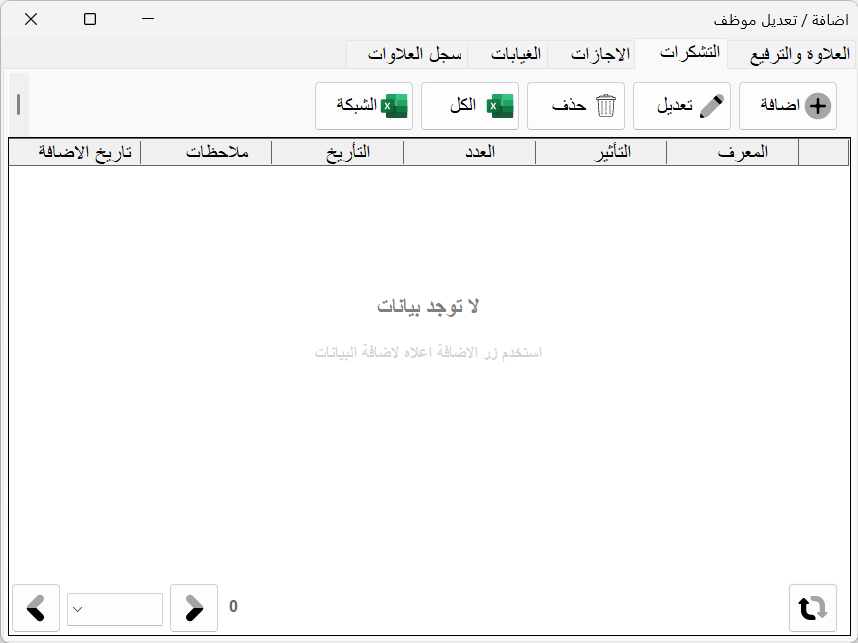 اضافة / تعديل موظف
العلاوة والترفيع التشكرات الاجازات الغيابات سجل العلاوات
اضافة تعديل حذف الكل الشبكة
المعرف التأثير العدد التأريخ ملاحظات تاريخ الاضافة
لا توجد بيانات
استخدم زر الاضافة اعلاه لاضافة البيانات
0